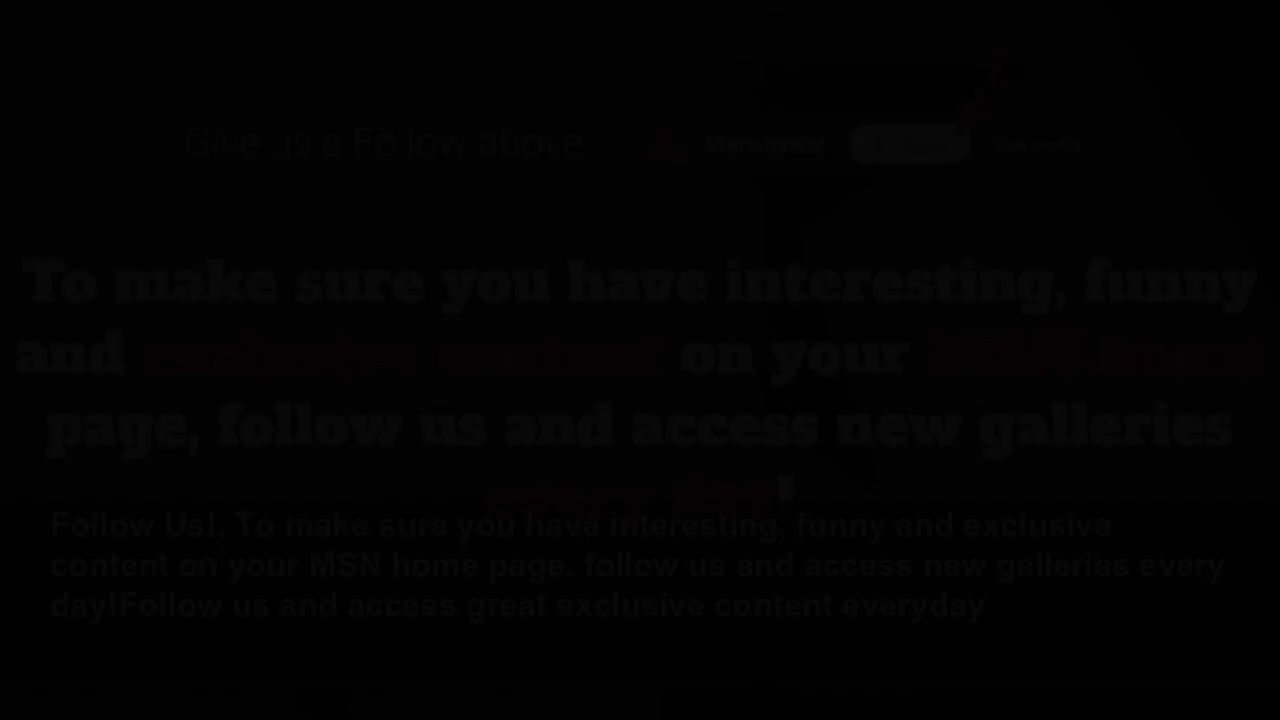 Give us a Follow above
To make sure you have interesting, funny
and exclusive content on your MSN home
page, follow us and access new galleries
every day!
Follow Us!, To make sure you have interesting, funny and exclusive
content on your MSN home page, follow us and access new galleries every
day!Follow us and access great exclusive content everyday